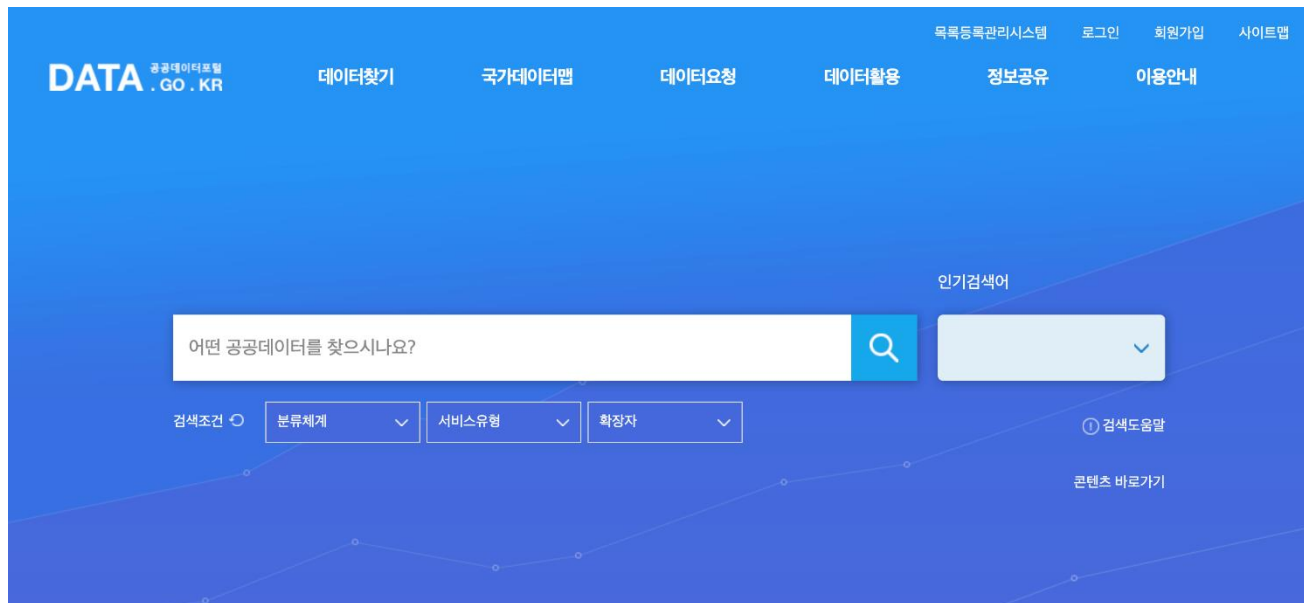 목록등록관리시스템 로그인 회원가입 사이트맵
DATA 공공데이터포털 .GO.KR 데이터찾기 국가데이터맵 데이터요청 데이터활용 정보공유 이용안내
인기검색어
어떤 공공데이터를 찾으시나요?
검색조건 분류체계 서비스유형 확장자
검색도움말
콘텐츠 바로가기